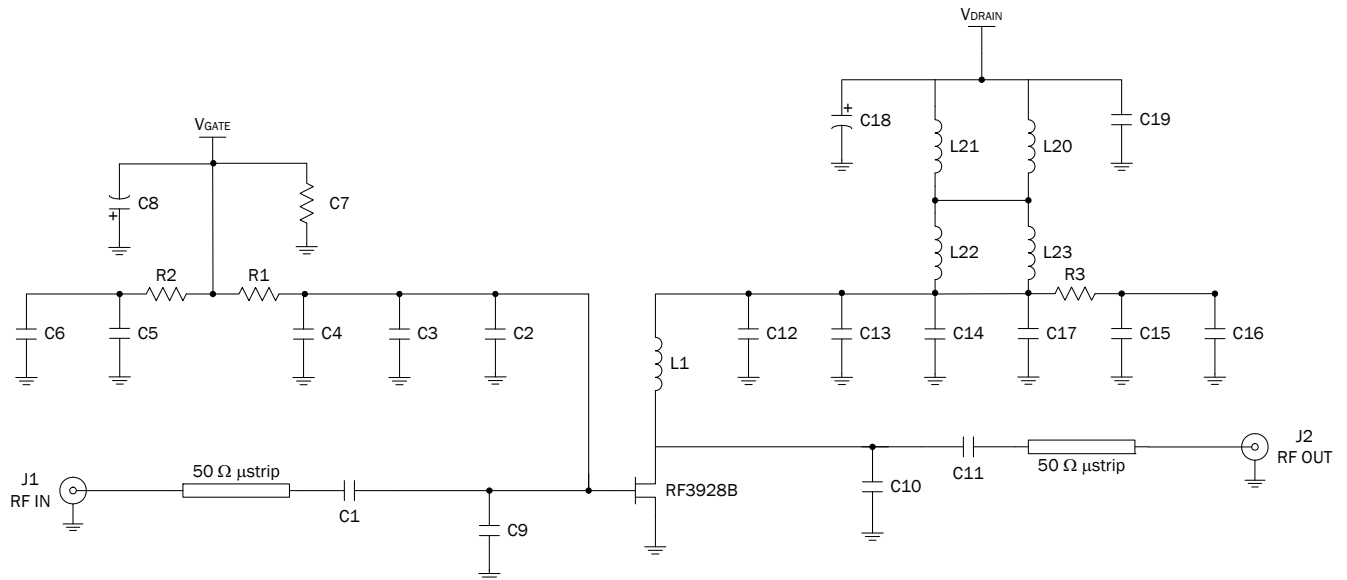 VDRAIN
C18
L21
L20
C19
VGATE
C8
C7
L22
L23
R2
R1
R3
C6
C5
C4
C3
C2
C12
C13
C14
C17
C15
C16
L1
J1
RF IN
50 Ω μstrip
C1
C9
RF3928B
C10
C11
50 Ω μstrip
J2
RF OUT
+
+